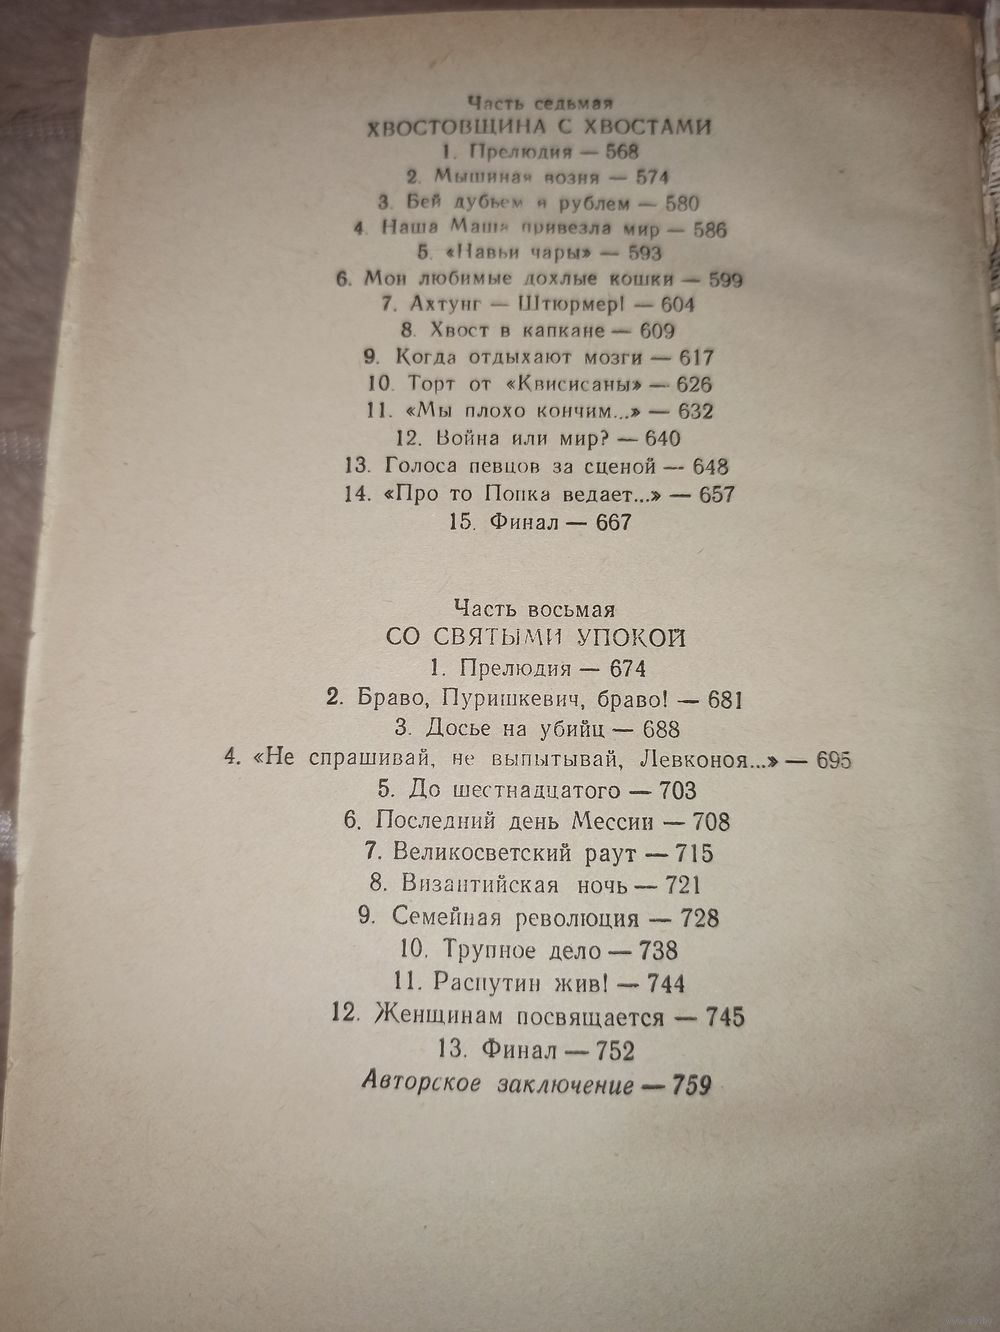 Часть седьмая
ХВОСТОВЩИНА С ХВОСТАМИ
1. Прелюдия — 568
2. Мышиная возня — 574
3. Бей дубьем и рублем — 580
4. Наша Маша привезла мир — 586
5. «Навьи чары» — 593
6. Мои любимые дохлые кошки — 599
7. Ахтунг — Штюрмер! — 604
8. Хвост в капкане — 609
9. Когда отдыхают мозги — 617
10. Торт от «Квисисаны» — 626
11. «Мы плохо кончим...» — 632
12. Война или мир? — 640
13. Голоса певцов за сценой — 648
14. «Про то Попка ведает...» — 657
15. Финал — 667
Часть восьмая
СО СВЯТЫМИ УПОКОЙ
1. Прелюдия — 674
2. Браво, Пуришкевич, браво! — 681
3. Досье на убийц — 688
4. «Не спрашивай, не выпытывай, Левконоя...» — 695
5. До шестнадцатого — 703
6. Последний день Мессии — 708
7. Великосветский раут — 715
8. Византийская ночь — 721
9. Семейная революция — 728
10. Трупное дело — 738
11. Распутин жив! — 744
12. Женщинам посвящается — 745
13. Финал — 752
Авторское заключение — 759